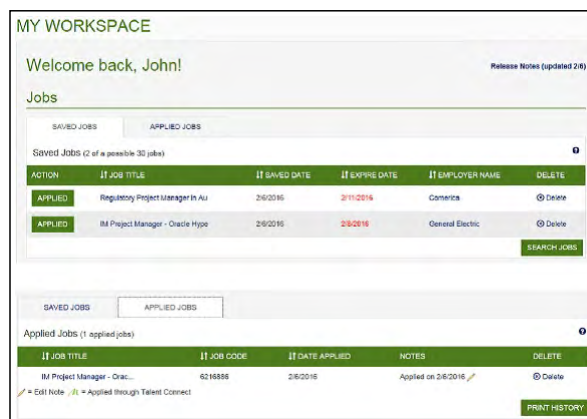 MY WORKSPACE
Welcome back, John!
Release Notes (updated 2/6)
Jobs
SAVED JOBS APPLIED JOBS
Saved Jobs (2 of a possible 30 jobs)
ACTION JOB TITLE SAVED DATE EXPIRE DATE EMPLOYER NAME DELETE
APPLIED Regulatory Project Manager in Au 2/6/2016 2/11/2016 Comerica Delete
APPLIED IM Project Manager - Oracle Hype 2/6/2016 2/8/2016 General Electric Delete
SEARCH JOBS
SAVED JOBS APPLIED JOBS
Applied Jobs (1 applied jobs)
JOB TITLE JOB CODE DATE APPLIED NOTES DELETE
IM Project Manager - Orac... 6216886 2/6/2016 Applied on 2/6/2016 Delete
= Edit Note = Applied through Talent Connect
PRINT HISTORY